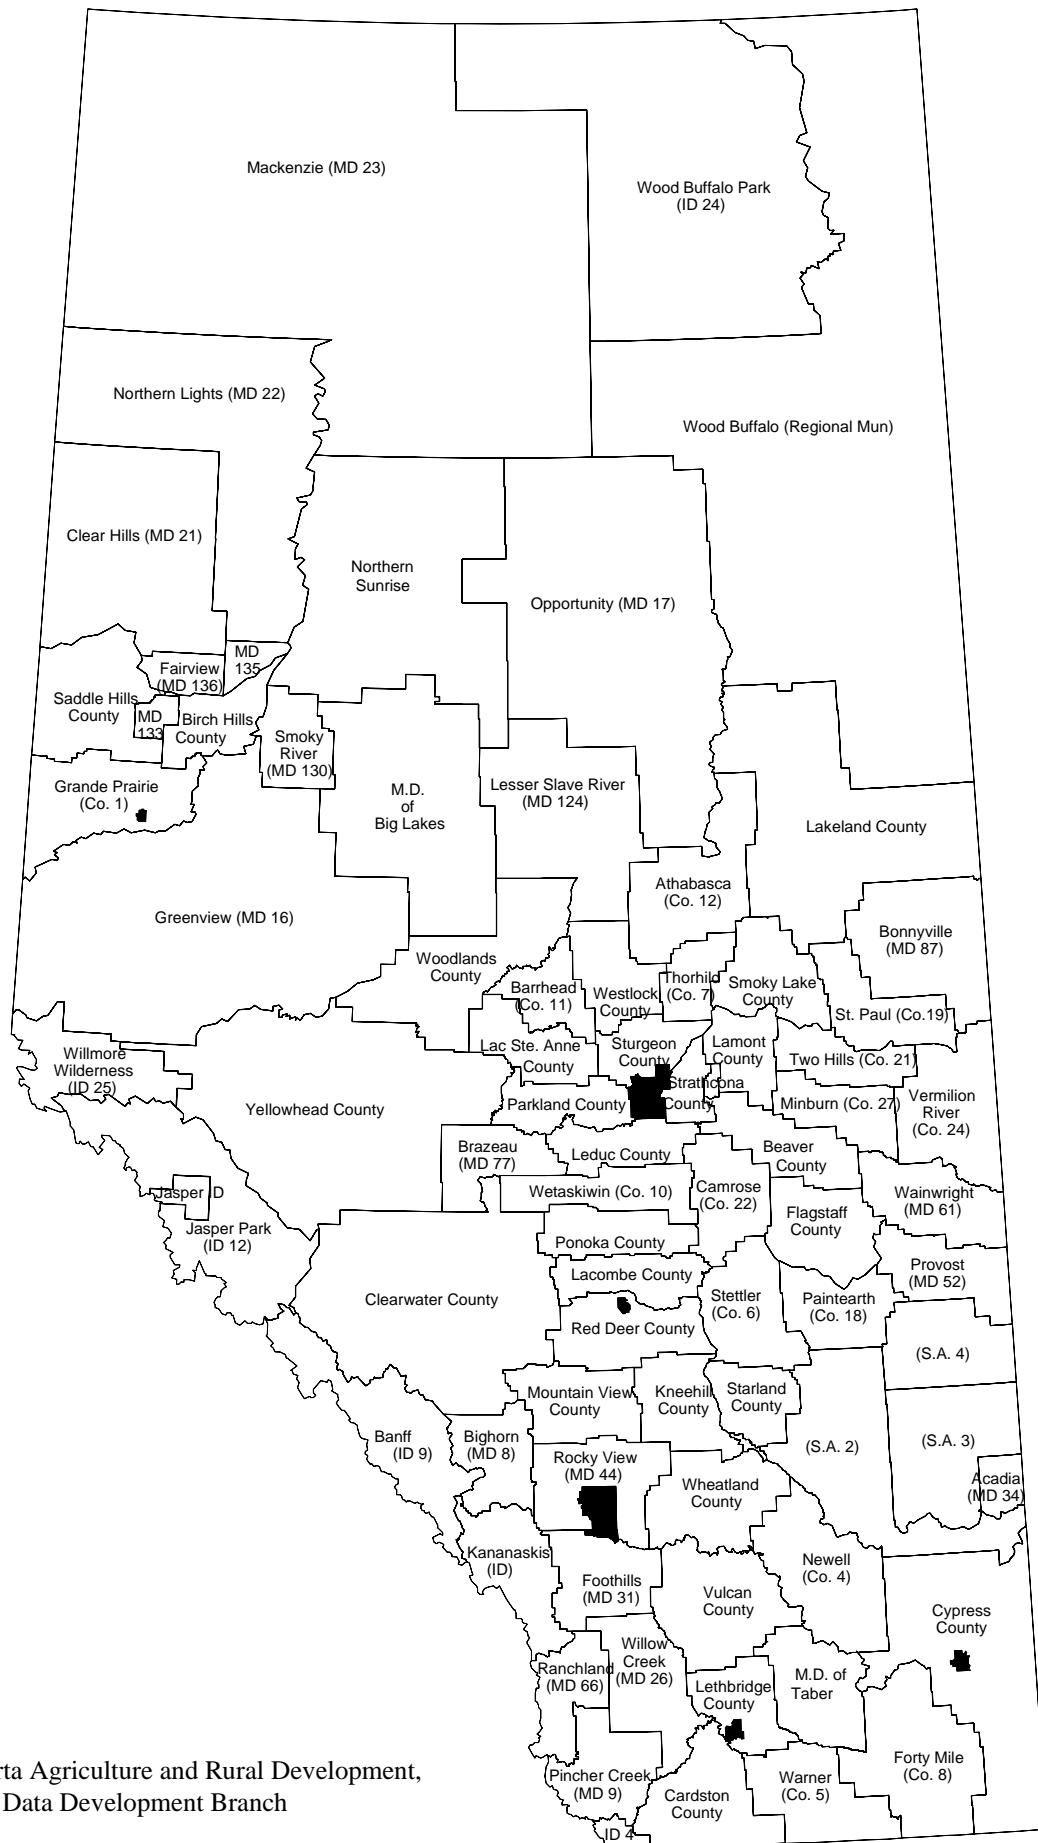 Mackenzie (MD 23)
Wood Buffalo Park
(ID 24)
Northern Lights (MD 22)
Wood Buffalo (Regional Mun)
Clear Hills (MD 21)
Northern
Sunrise
Opportunity (MD 17)
MD
135
Fairview
(MD 136)
Saddle Hills
County
MD
133
Birch Hills
County
Smoky
River
(MD 130)
Grande Prairie
(Co. 1)
M.D.
of
Big Lakes
Lesser Slave River
(MD 124)
Lakeland County
Athabasca
(Co. 12)
Greenview (MD 16)
Bonnyville
(MD 87)
Woodlands
County
Barrhead
(Co. 11)
Westlock
County
Thorhild
(Co. 7)
Smoky Lake
County
St. Paul (Co.19)
Willmore
Wilderness
(ID 25)
Lac Ste. Anne
County
Sturgeon
County
Lamont
County
Two Hills (Co. 21)
Yellowhead County
Parkland County
Strathcona
County
Minburn (Co. 27)
Vermilion
River
(Co. 24)
Brazeau
(MD 77)
Leduc County
Beaver
County
Jasper ID
Wetaskiwin (Co. 10)
Camrose
(Co. 22)
Wainwright
(MD 61)
Jasper Park
(ID 12)
Ponoka County
Flagstaff
County
Clearwater County
Lacombe County
Stettler
(Co. 6)
Paintearth
(Co. 18)
Provost
(MD 52)
Red Deer County
(S.A. 4)
Mountain View
County
Kneehill
County
Starland
County
Banff
(ID 9)
Bighorn
(MD 8)
Rocky View
(MD 44)
(S.A. 2)
(S.A. 3)
Wheatland
County
Acadia
(MD 34)
Kananaskis
(ID)
Foothills
(MD 31)
Vulcan
County
Newell
(Co. 4)
Cypress
County
Ranchland
(MD 66)
Willow
Creek
(MD 26)
Lethbridge
County
M.D. of
Taber
Pincher Creek
(MD 9)
Cardston
County
Warner
(Co. 5)
Forty Mile
(Co. 8)
ID 4
rta Agriculture and Rural Development,
Data Development Branch